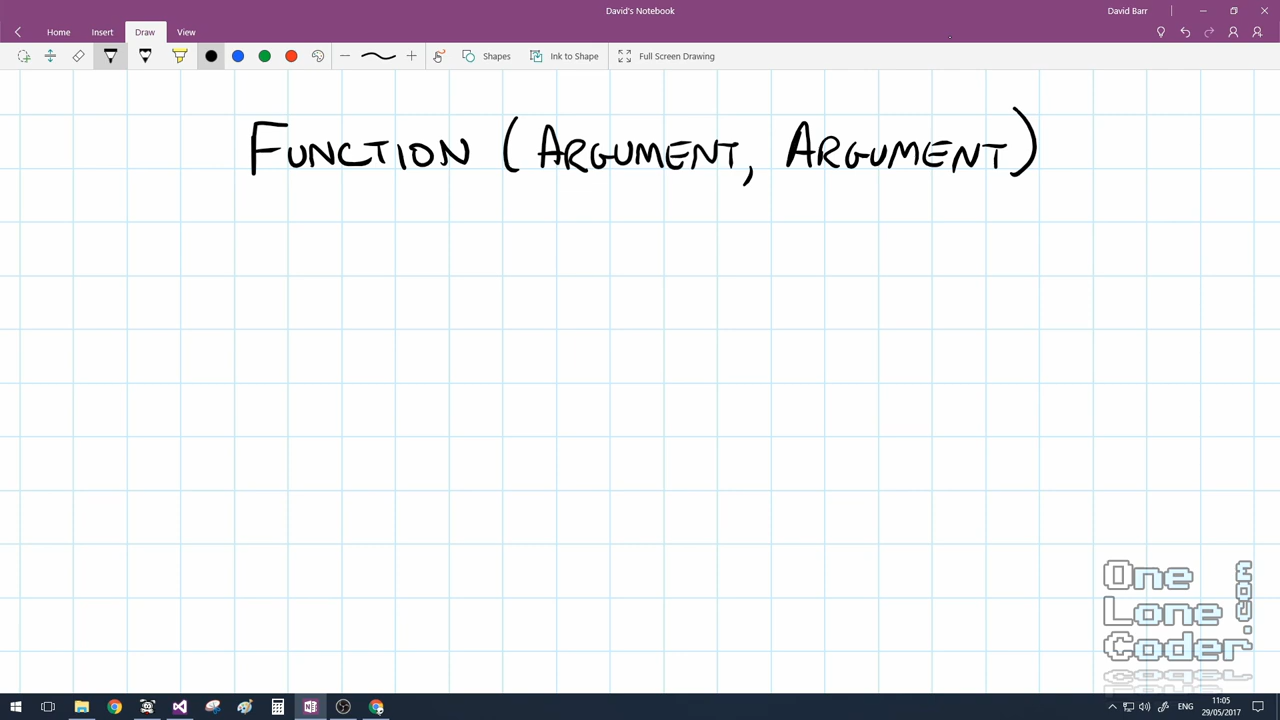 David's Notebook
David Barr
Home Insert Draw View
Shapes Ink to Shape Full Screen Drawing
FUNCTION (ARGUMENT, ARGUMENT)
One
Lone
Coder
.com
ENG
11:05
29/05/2017